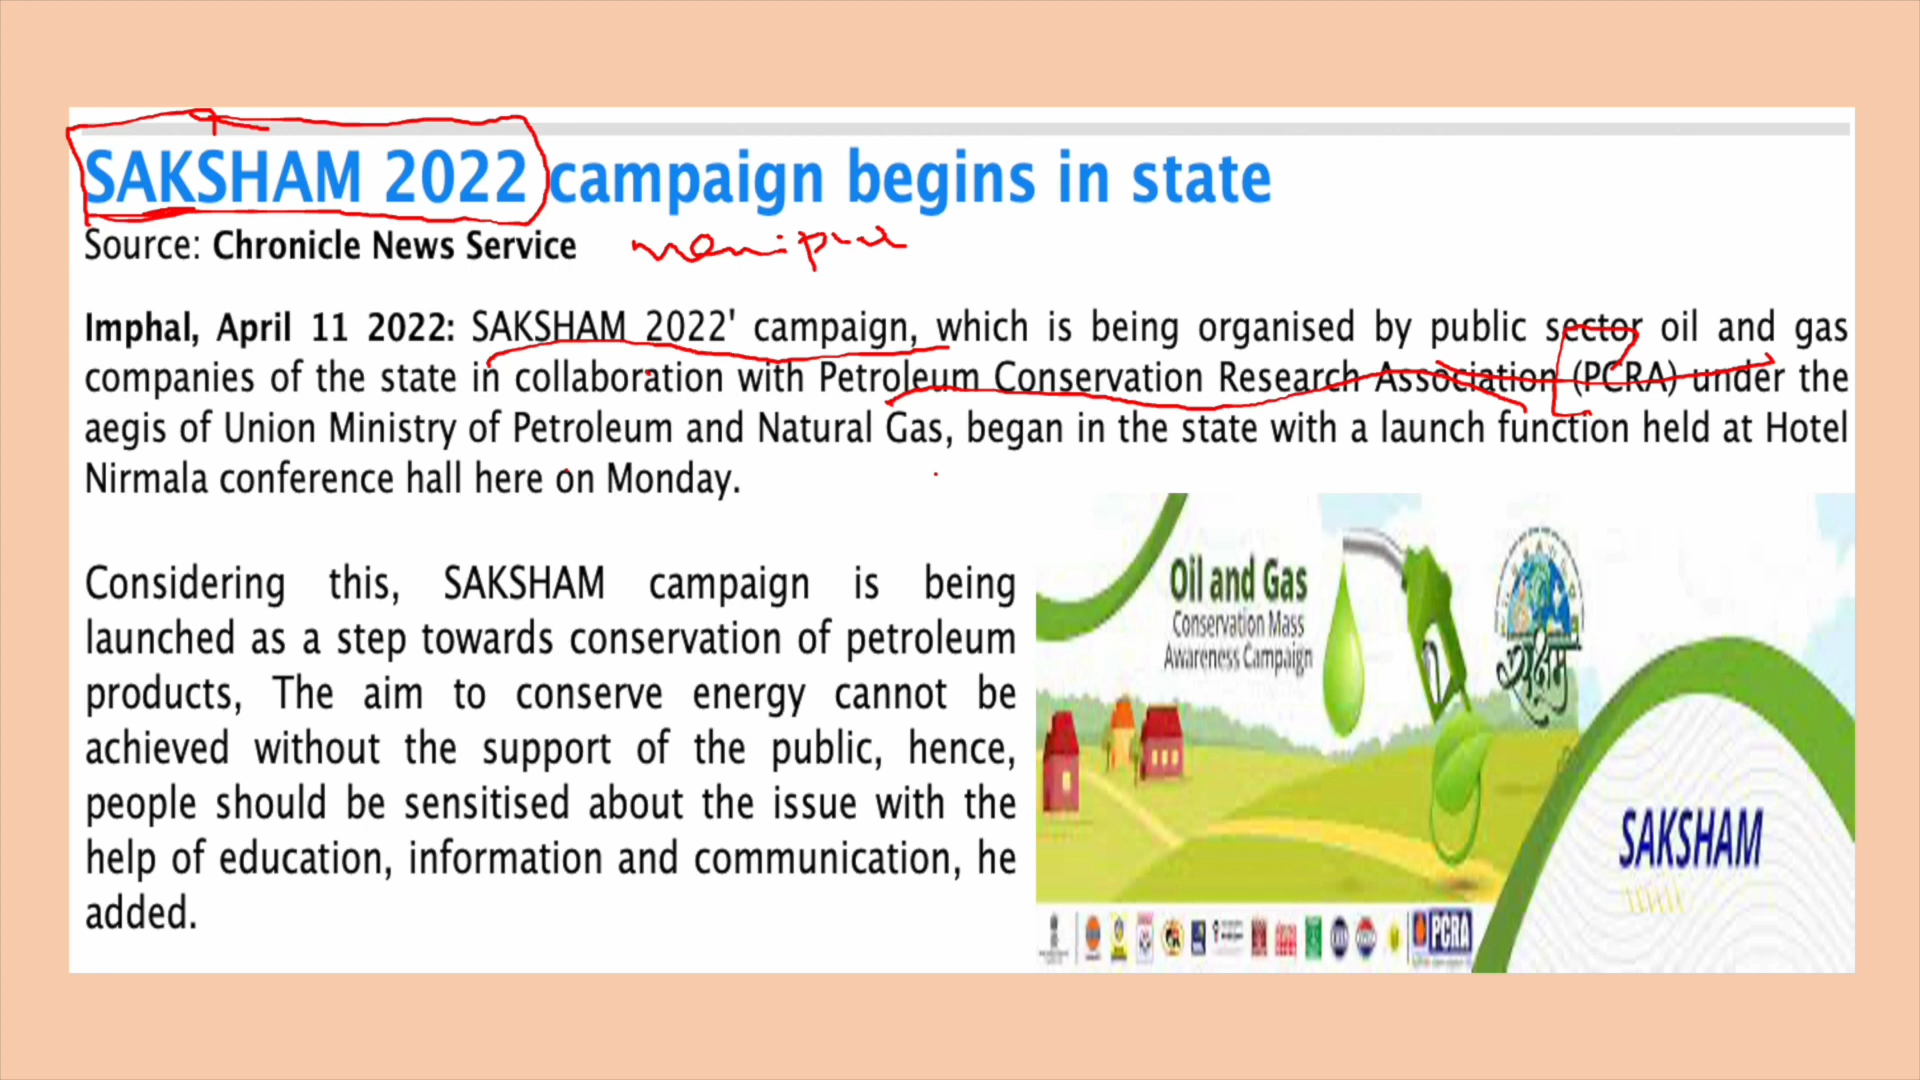 SAKSHAM 2022 campaign begins in state
Source: Chronicle News Service
Manipur
Imphal, April 11 2022: SAKSHAM 2022' campaign, which is being organised by public sector oil and gas
companies of the state in collaboration with Petroleum Conservation Research Association (PCRA) under the
aegis of Union Ministry of Petroleum and Natural Gas, began in the state with a launch function held at Hotel
Nirmala conference hall here on Monday.
Considering this, SAKSHAM campaign is being
launched as a step towards conservation of petroleum
products, The aim to conserve energy cannot be
achieved without the support of the public, hence,
people should be sensitised about the issue with the
help of education, information and communication, he
added.
Oil and Gas
Conservation Mass
Awareness Campaign
सक्षम
SAKSHAM
PCRA